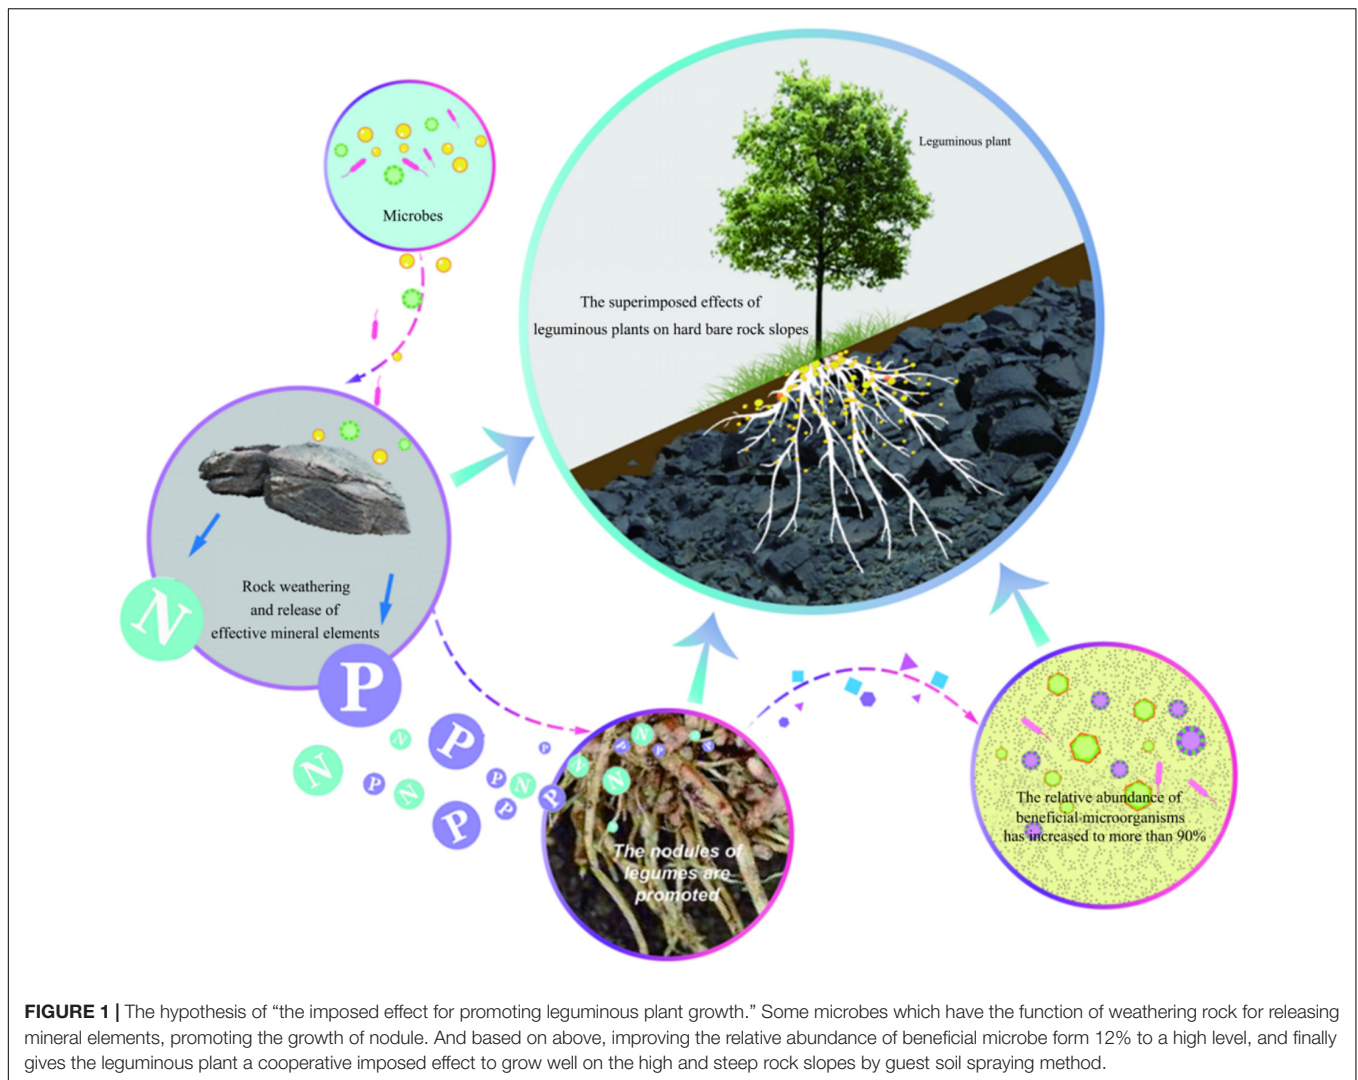 Microbes
Leguminous plant
The superimposed effects of
leguminous plants on hard bare rock slopes
Rock weathering
and release of
effective mineral elements
N
P
N
P
N
P
N
P
P
N
P
P
P
N
N
N
P
P
P
The nodules of
legumes are
promoted
The relative abundance of
beneficial microorganisms
has increased to more than 90%
FIGURE 1 | The hypothesis of “the imposed effect for promoting leguminous plant growth.” Some microbes which have the function of weathering rock for releasing
mineral elements, promoting the growth of nodule. And based on above, improving the relative abundance of beneficial microbe form 12% to a high level, and finally
gives the leguminous plant a cooperative imposed effect to grow well on the high and steep rock slopes by guest soil spraying method.